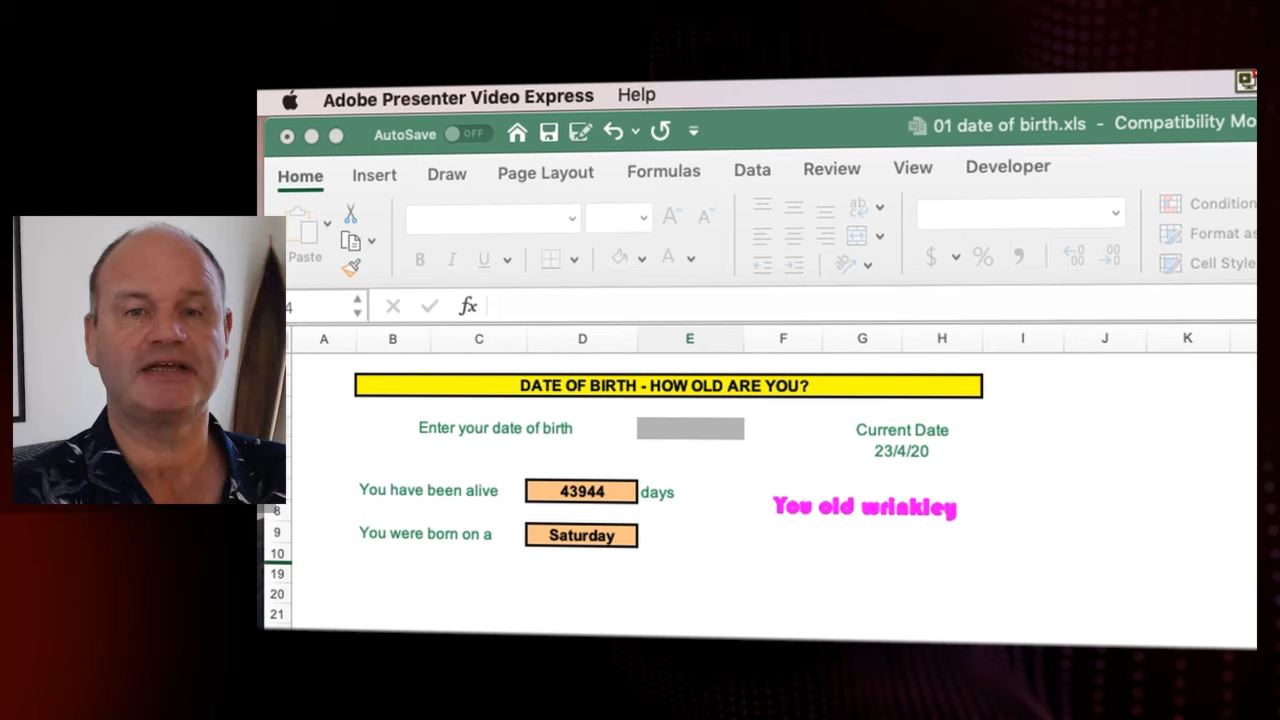 Adobe Presenter Video Express Help
AutoSave OFF 01 date of birth.xls - Compatibility Mo
Home Insert Draw Page Layout Formulas Data Review View Developer
Paste
B I U A
ab
$ % 9
Condition
Format as
Cell Style
4 fx
A B C D E F G H I J K
DATE OF BIRTH - HOW OLD ARE YOU?
Enter your date of birth
Current Date
23/4/20
You have been alive 43944 days
You old wrinkley
8
9
You were born on a Saturday
10
19
20
21